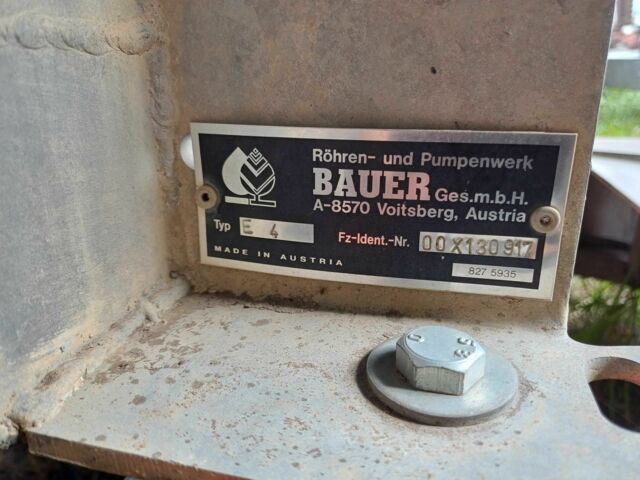 Röhren- und Pumpenwerk
BAUER Ges.m.b.H.
A-8570 Voitsberg, Austria
Typ E 4 Fz-Ident.-Nr. 00X130917
MADE IN AUSTRIA
827 5935